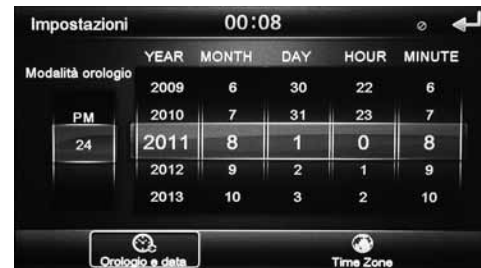 Impostazioni 00:08
YEAR MONTH DAY HOUR MINUTE
Modalità orologio
2009 6 30 22 6
PM 2010 7 31 23 7
24 2011 8 1 0 8
2012 9 2 1 9
2013 10 3 2 10
Orologio e data Time Zone